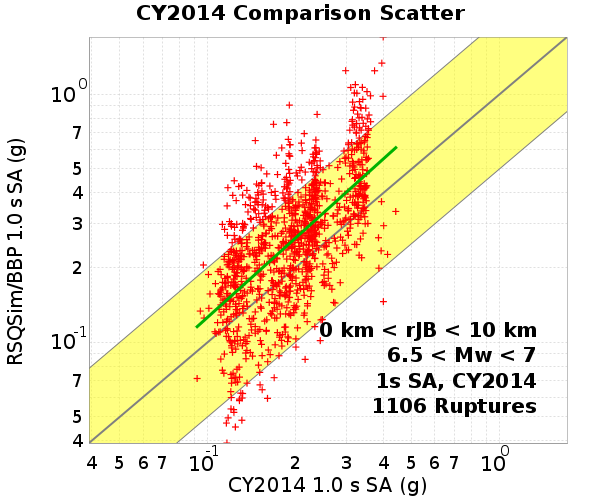 CY2014 Comparison Scatter
RSQSim/BBP 1.0 s SA (g)
10^0
7
5
4
3
2
10^-1
7
5
4
0 km < rJB < 10 km
6.5 < Mw < 7
1s SA, CY2014
1106 Ruptures
4 5 6 7 10^-1 2 3 4 5 6 7 10^0
CY2014 1.0 s SA (g)